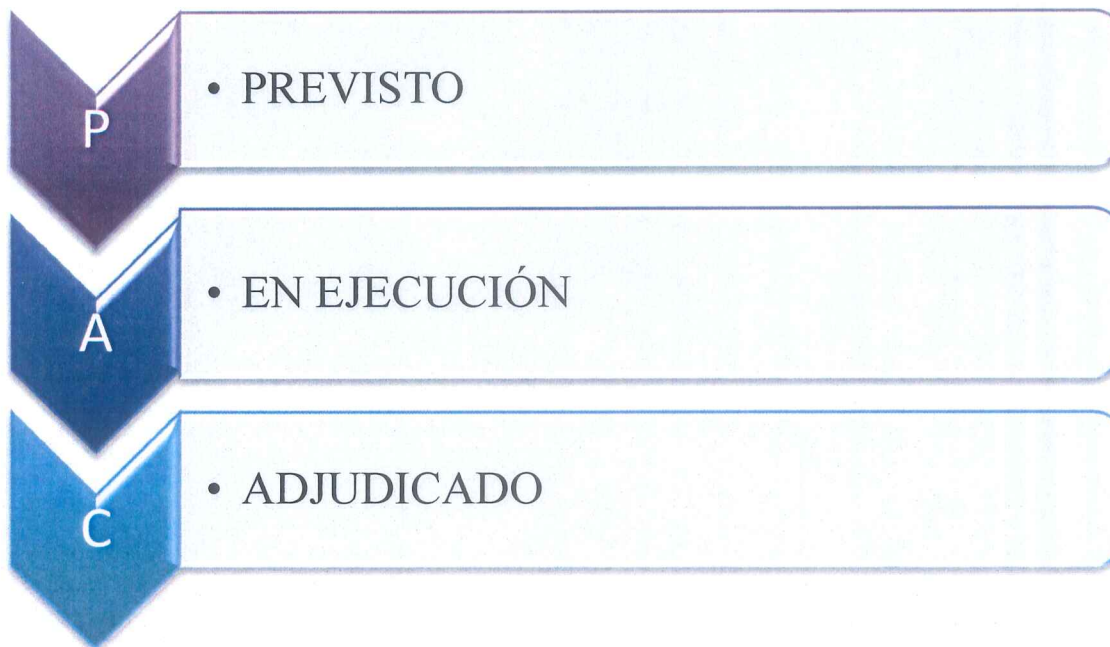 P
• PREVISTO
A
• EN EJECUCIÓN
C
• ADJUDICADO